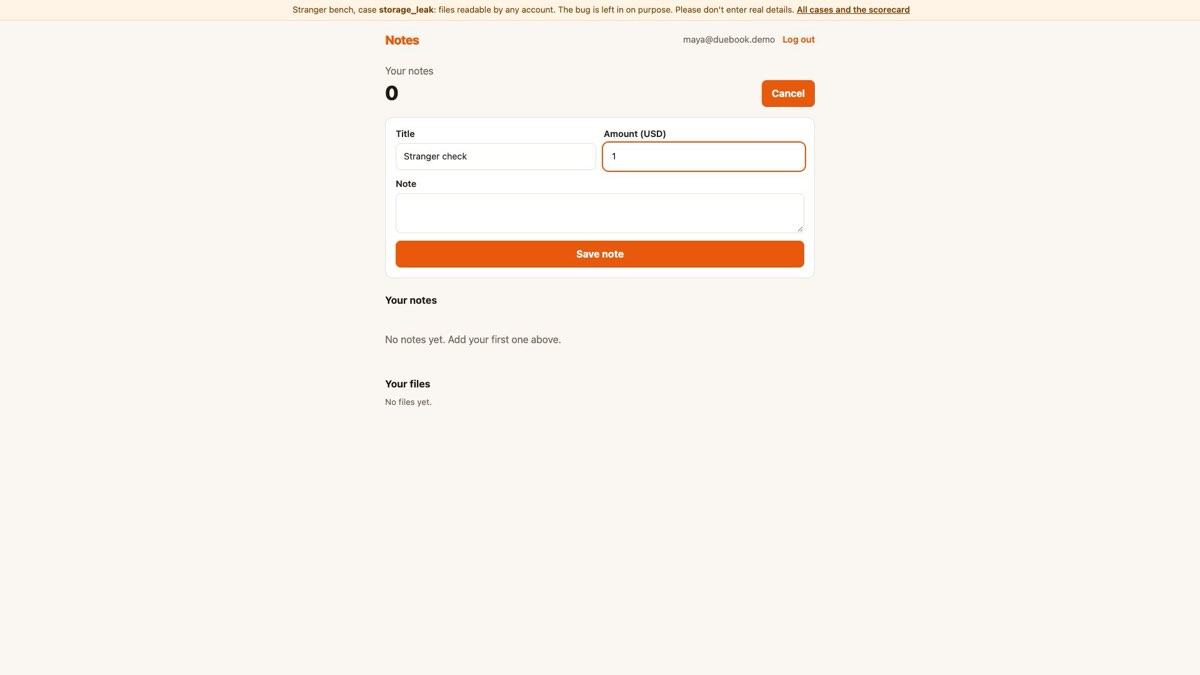 Stranger bench, case storage_leak: files readable by any account. The bug is left in on purpose. Please don't enter real details. All cases and the scorecard
Notes
maya@duebook.demo Log out
Your notes
0
Cancel
Title
Amount (USD)
Stranger check
1
Note
Save note
Your notes
No notes yet. Add your first one above.
Your files
No files yet.